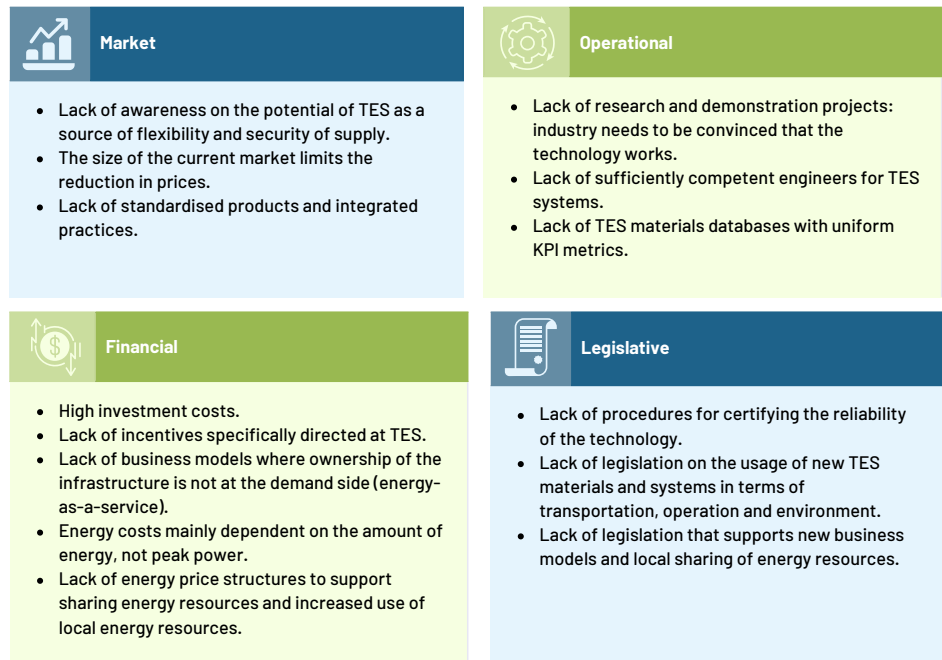 Market
• Lack of awareness on the potential of TES as a
source of flexibility and security of supply.
• The size of the current market limits the
reduction in prices.
• Lack of standardised products and integrated
practices.
Operational
• Lack of research and demonstration projects:
industry needs to be convinced that the
technology works.
• Lack of sufficiently competent engineers for TES
systems.
• Lack of TES materials databases with uniform
KPI metrics.
$
Financial
• High investment costs.
• Lack of incentives specifically directed at TES.
• Lack of business models where ownership of the
infrastructure is not at the demand side (energy-
as-a-service).
• Energy costs mainly dependent on the amount of
energy, not peak power.
• Lack of energy price structures to support
sharing energy resources and increased use of
local energy resources.
Legislative
• Lack of procedures for certifying the reliability
of the technology.
• Lack of legislation on the usage of new TES
materials and systems in terms of
transportation, operation and environment.
• Lack of legislation that supports new business
models and local sharing of energy resources.